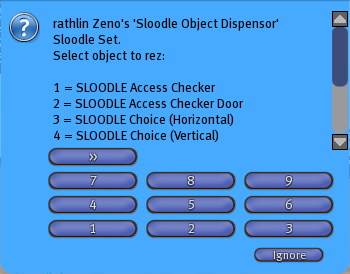 rathlin Zeno's 'Sloodle Object Dispensor'
Sloodle Set.
Select object to rez:
1 = SLOODLE Access Checker
2 = SLOODLE Access Checker Door
3 = SLOODLE Choice (Horizontal)
4 = SLOODLE Choice (Vertical)
>>
7 8 9
4 5 6
1 2 3
Ignore